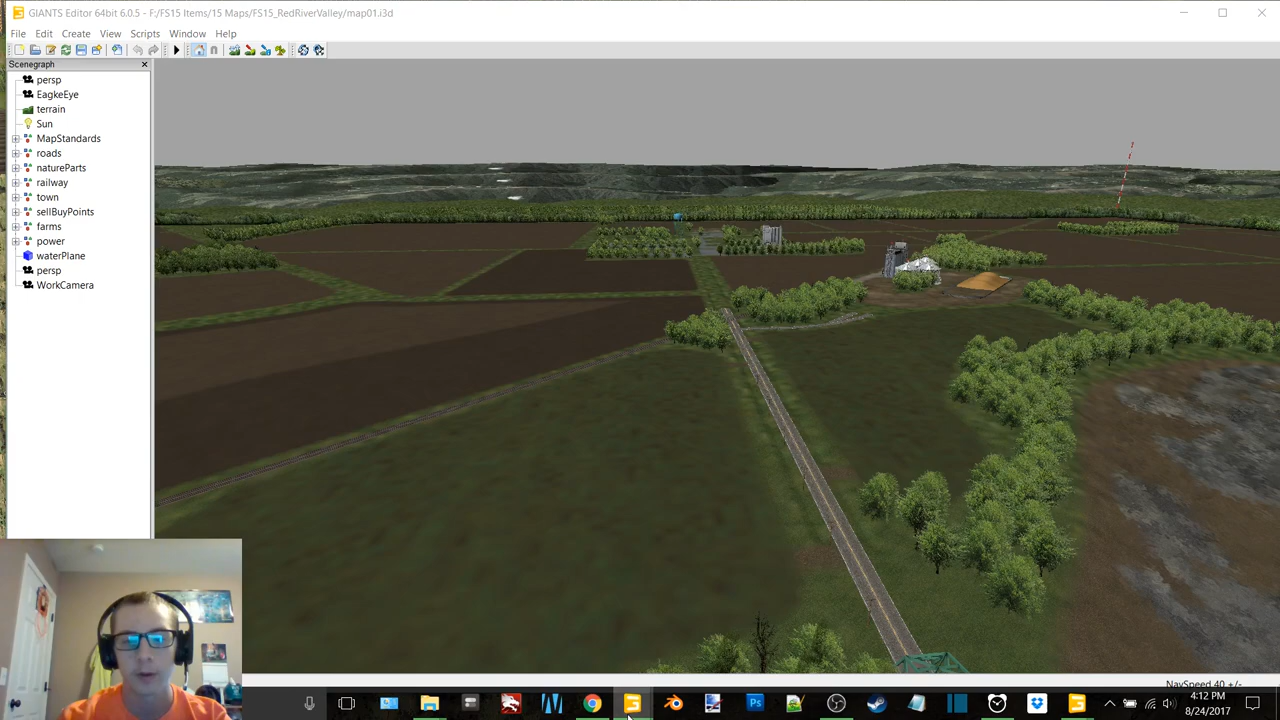 GIANTS Editor 64bit 6.0.5 - F:/FS15 Items/15 Maps/FS15_RedRiverValley/map01.i3d
File Edit Create View Scripts Window Help
Scenegraph
persp
EagkeEye
terrain
Sun
MapStandards
roads
natureParts
railway
town
sellBuyPoints
farms
power
waterPlane
persp
WorkCamera
NavSpeed 40 +/-
Ps
4:12 PM
8/24/2017